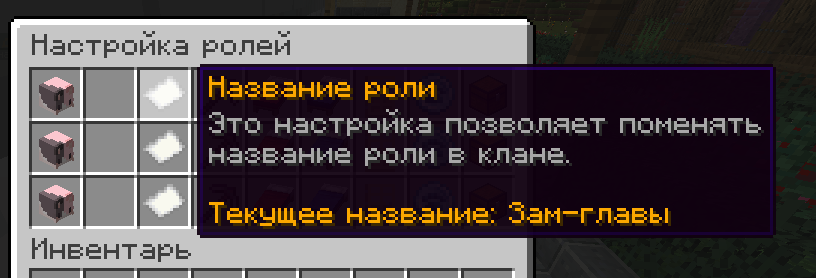 Настройка ролей
Название роли
Это настройка позволяет поменять
название роли в клане.
Текущее название: Зам-главы
Инвентарь